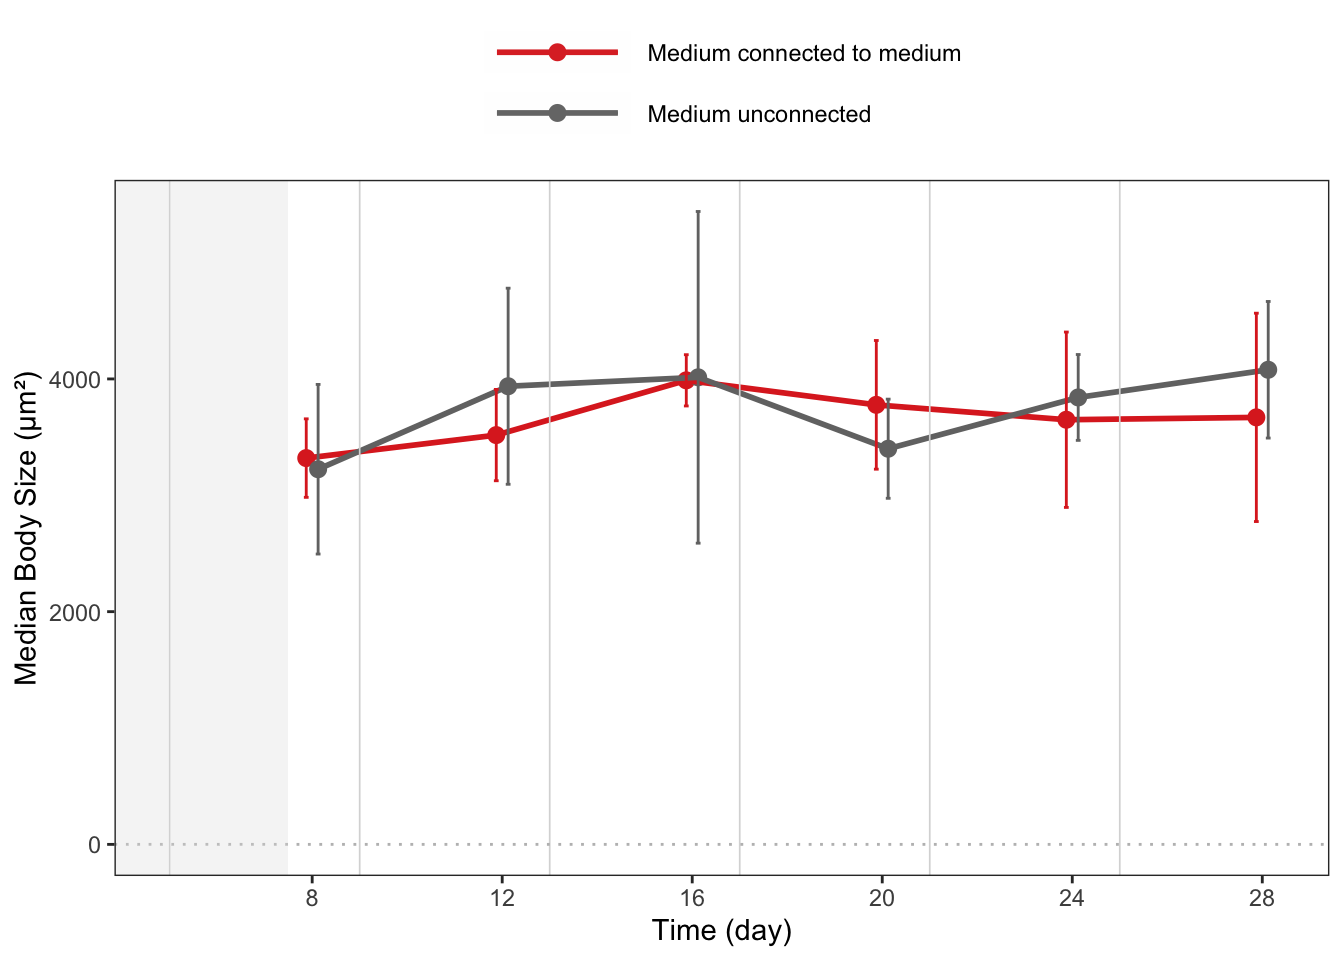 Medium connected to medium
Medium unconnected
Median Body Size (µm²)
4000
2000
0
8 12 16 20 24 28
Time (day)